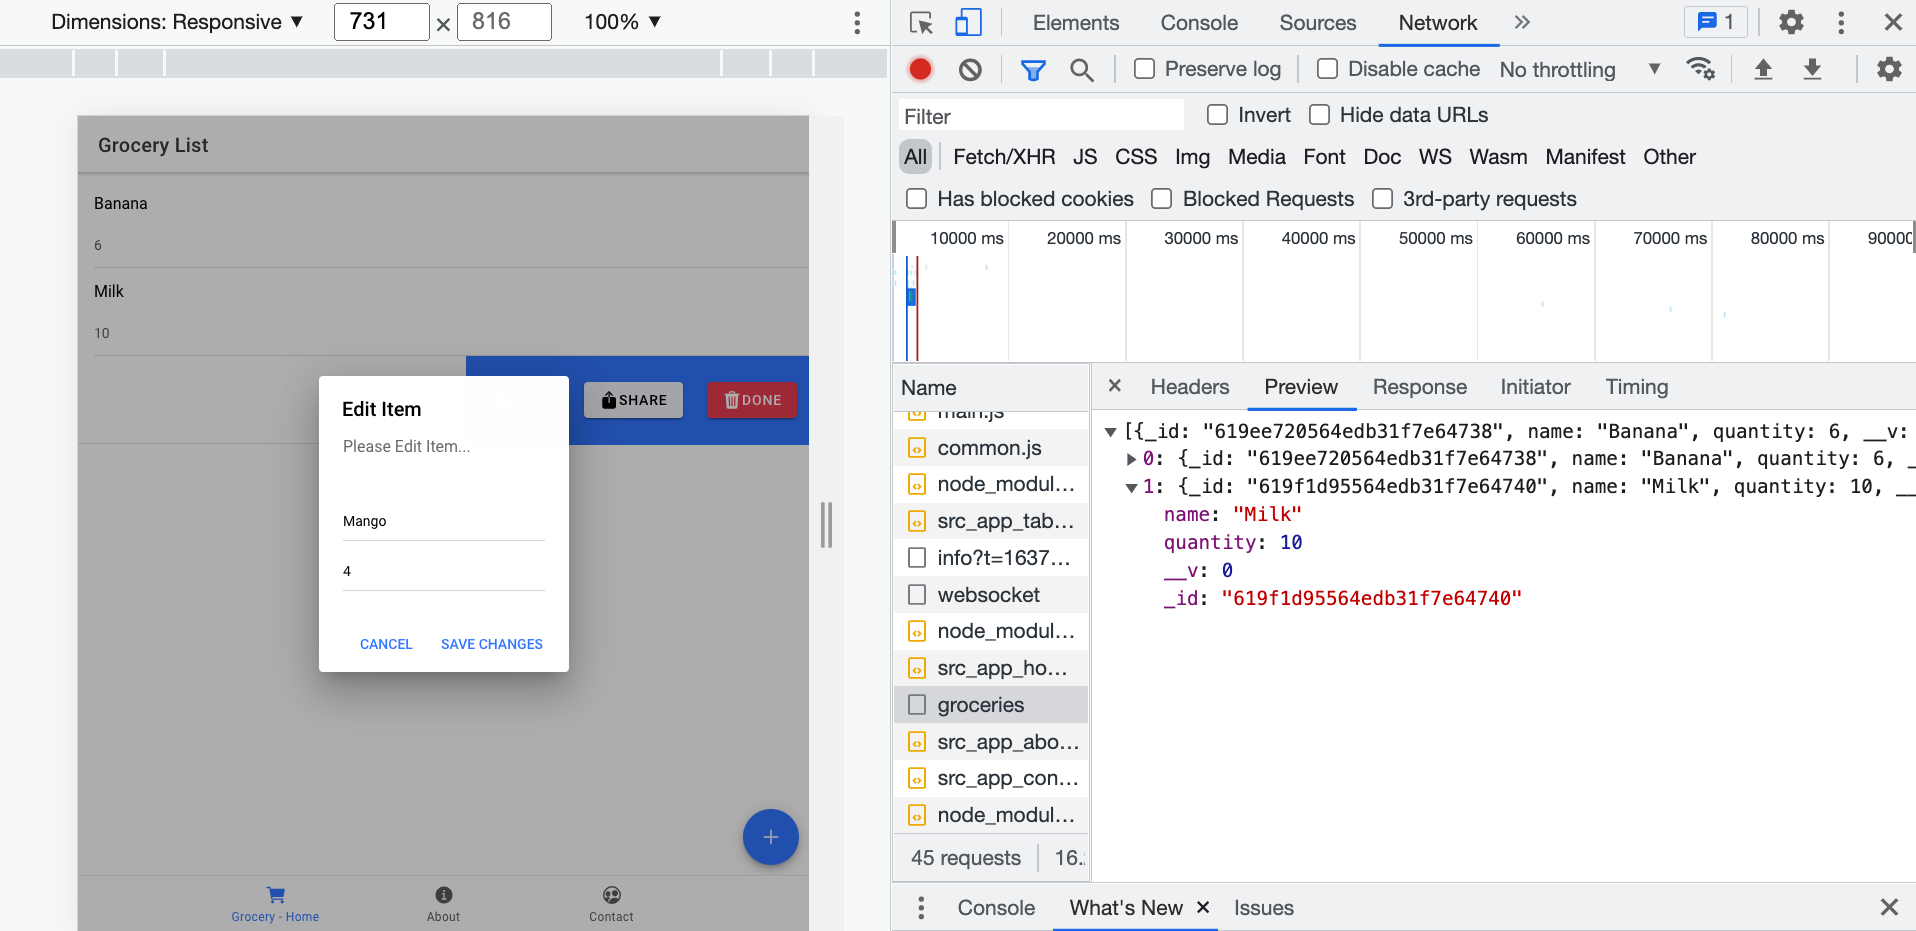 Dimensions: Responsive ▼ 731 × 816 100% ▼
Grocery List
Banana
6
Milk
10
SHARE DONE
Edit Item
Please Edit Item...
Mango
4
CANCEL SAVE CHANGES
+
Grocery - Home About Contact
Elements Console Sources Network » 1
Preserve log Disable cache No throttling ▼
Filter Invert Hide data URLs
All Fetch/XHR JS CSS Img Media Font Doc WS Wasm Manifest Other
Has blocked cookies Blocked Requests 3rd-party requests
10000 ms 20000 ms 30000 ms 40000 ms 50000 ms 60000 ms 70000 ms 80000 ms 90000
Name
main.js
common.js
node_modul...
src_app_tab...
info?t=1637...
websocket
node_modul...
src_app_ho...
groceries
src_app_abo...
src_app_con...
node_modul...
45 requests 16.
× Headers Preview Response Initiator Timing
▼ [{_id: "619ee720564edb31f7e64738", name: "Banana", quantity: 6, __v:
▶ 0: {_id: "619ee720564edb31f7e64738", name: "Banana", quantity: 6, _
▼ 1: {_id: "619f1d95564edb31f7e64740", name: "Milk", quantity: 10, __
name: "Milk"
quantity: 10
__v: 0
_id: "619f1d95564edb31f7e64740"
Console What's New × Issues